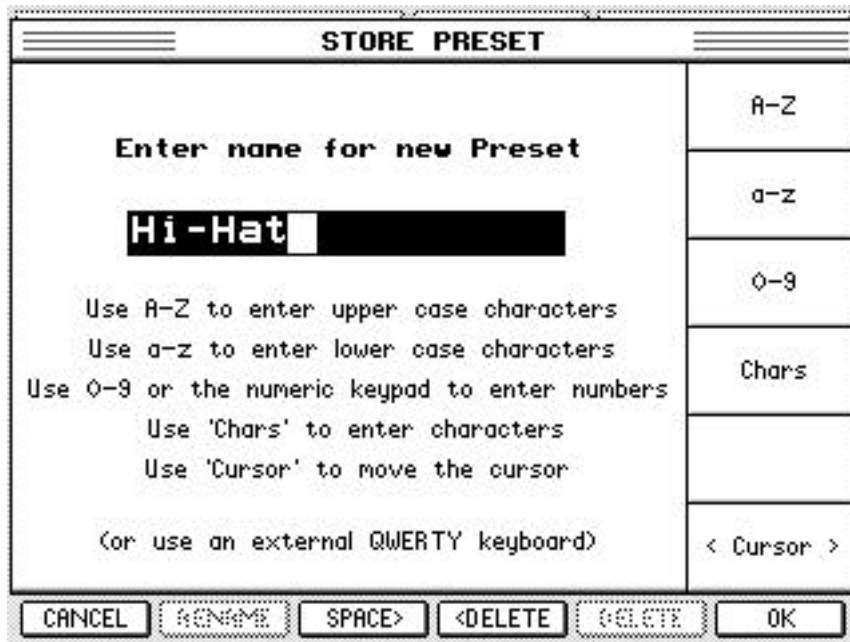 STORE PRESET
Enter name for new Preset
Hi-Hat
Use A-Z to enter upper case characters
Use a-z to enter lower case characters
Use 0-9 or the numeric keypad to enter numbers
Use 'Chars' to enter characters
Use 'Cursor' to move the cursor
(or use an external QWERTY keyboard)
A-Z
a-z
0-9
Chars
< Cursor >
CANCEL
RENAME
SPACE>
<DELETE
DELETE
OK